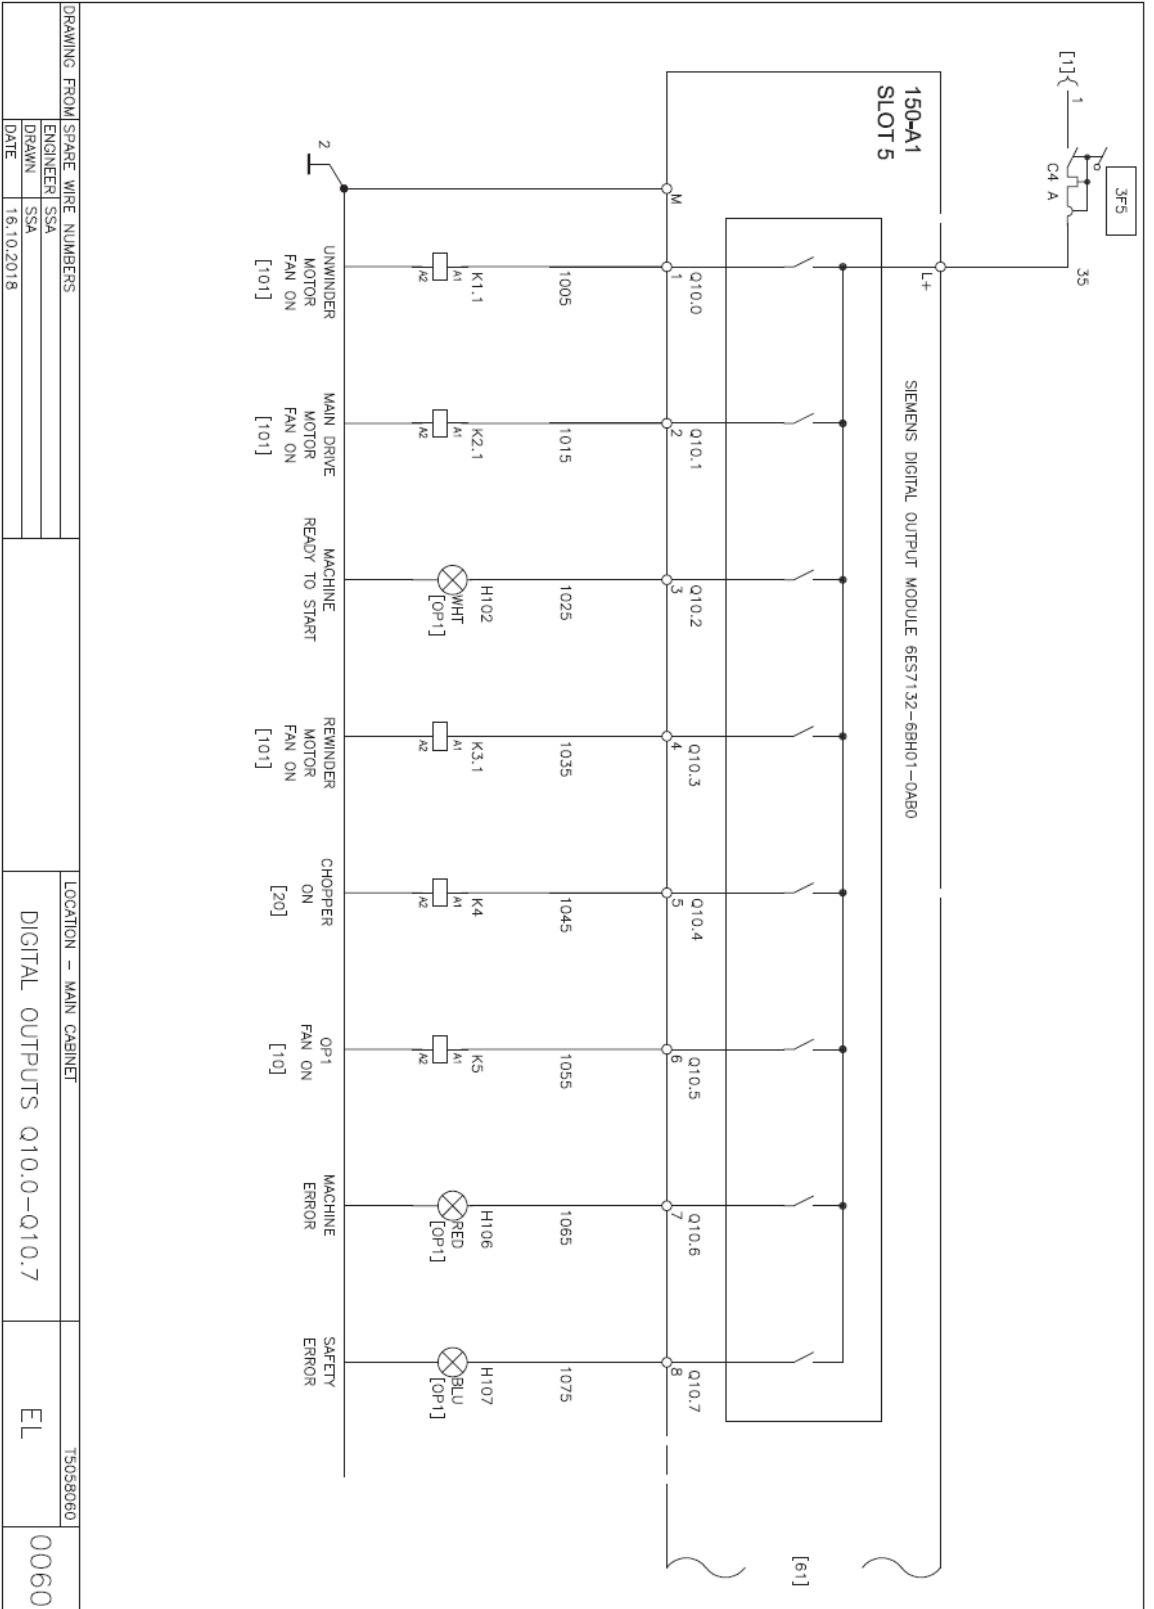 [1]
1
3F5
C4 A
35
150-A1
SLOT 5
L+
SIEMENS DIGITAL OUTPUT MODULE 6ES7132-6BH01-0AB0
[61]
M
1
Q10.0
2
Q10.1
3
Q10.2
4
Q10.3
5
Q10.4
6
Q10.5
7
Q10.6
8
Q10.7
1005
1015
1025
1035
1045
1055
1065
1075
K1.1
A1
A2
K2.1
A1
A2
H102
WHT
[OP1]
K3.1
A1
A2
K4
A1
A2
K5
A1
A2
H106
RED
[OP1]
H107
BLU
[OP1]
2
UNWINDER
MOTOR
FAN ON
[101]
MAIN DRIVE
MOTOR
FAN ON
[101]
MACHINE
READY TO START
REWINDER
MOTOR
FAN ON
[101]
CHOPPER
ON
[20]
OP1
FAN ON
[10]
MACHINE
ERROR
SAFETY
ERROR
DRAWING FROM
SPARE WIRE NUMBERS
ENGINEER SSA
DRAWN SSA
DATE 16.10.2018
LOCATION – MAIN CABINET
DIGITAL OUTPUTS Q10.0–Q10.7
T5058060
EL
0060